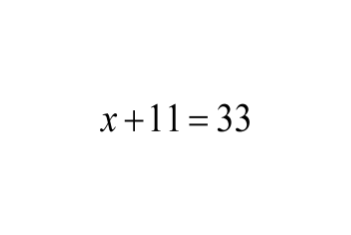 x + 11 = 33